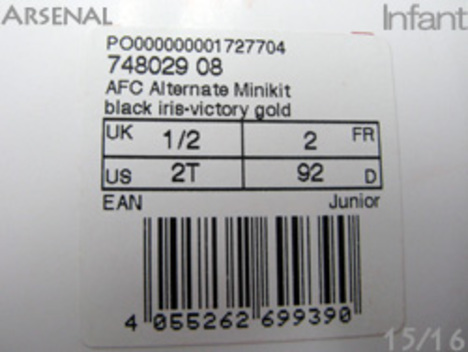 ARSENAL Infant
PO000000001727704
748029 08
AFC Alternate Minikit
black iris-victory gold
UK 1/2 2 FR
US 2T 92 D
EAN Junior
4 055262 699390
15/16